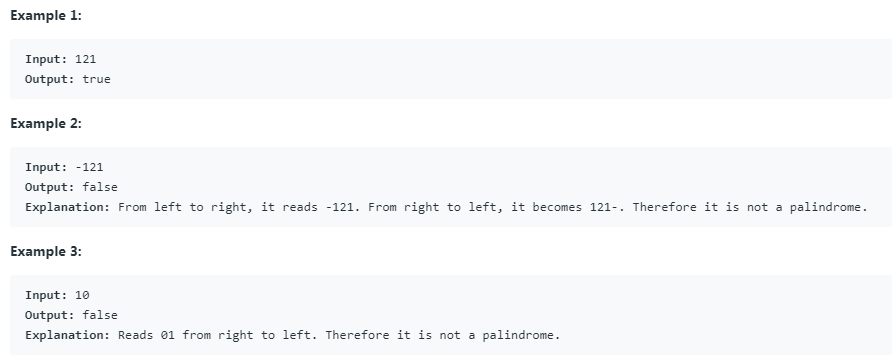 Example 1:
Input: 121
Output: true
Example 2:
Input: -121
Output: false
Explanation: From left to right, it reads -121. From right to left, it becomes 121-. Therefore it is not a palindrome.
Example 3:
Input: 10
Output: false
Explanation: Reads 01 from right to left. Therefore it is not a palindrome.